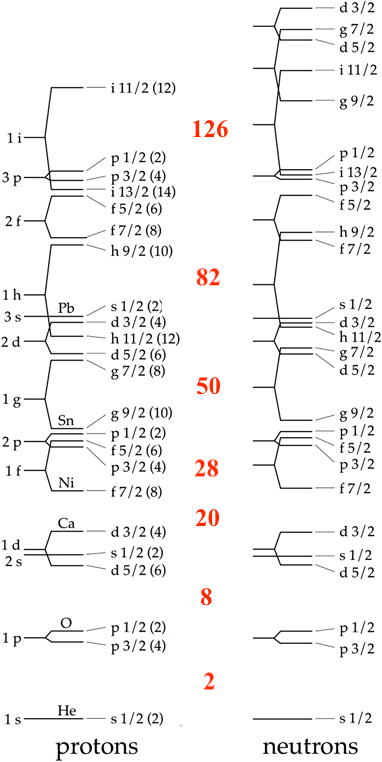 d 3/2
g 7/2
d 5/2
i 11/2
i 11/2 (12)
g 9/2
126
1 i
p 1/2 (2)
p 1/2
3 p
p 3/2 (4)
i 13/2
i 13/2 (14)
p 3/2
f 5/2 (6)
f 5/2
2 f
f 7/2 (8)
h 9/2
h 9/2 (10)
f 7/2
82
1 h
Pb
s 1/2 (2)
s 1/2
3 s
d 3/2 (4)
d 3/2
2 d
h 11/2 (12)
h 11/2
d 5/2 (6)
g 7/2
g 7/2 (8)
d 5/2
50
1 g
g 9/2 (10)
g 9/2
Sn
p 1/2 (2)
p 1/2
2 p
f 5/2 (6)
f 5/2
1 f
p 3/2 (4)
p 3/2
28
Ni
f 7/2 (8)
f 7/2
20
Ca
d 3/2 (4)
d 3/2
1 d
s 1/2 (2)
s 1/2
2 s
d 5/2 (6)
d 5/2
8
O
p 1/2 (2)
p 1/2
1 p
p 3/2 (4)
p 3/2
2
He
1 s
s 1/2 (2)
s 1/2
protons
neutrons